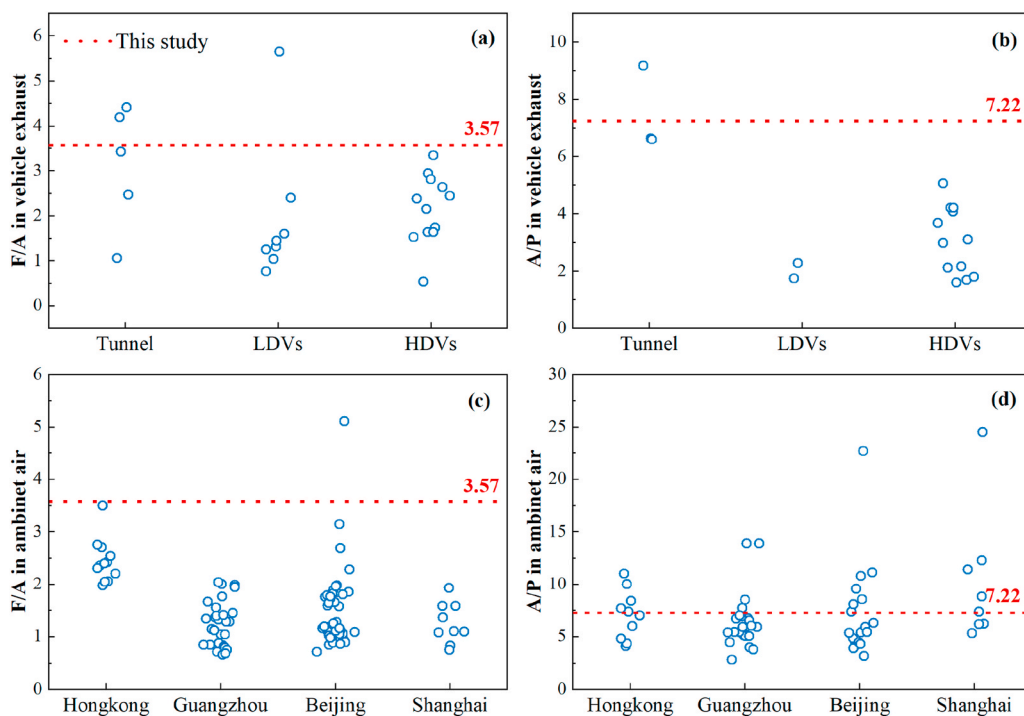 This study
(a)
3.57
F/A in vehicle exhaust
6
5
4
3
2
1
0
Tunnel LDVs HDVs
(b)
7.22
A/P in vehicle exhaust
10
8
6
4
2
0
Tunnel LDVs HDVs
(c)
3.57
F/A in ambinet air
6
5
4
3
2
1
0
Hongkong Guangzhou Beijing Shanghai
(d)
7.22
A/P in ambinet air
30
25
20
15
10
5
0
Hongkong Guangzhou Beijing Shanghai